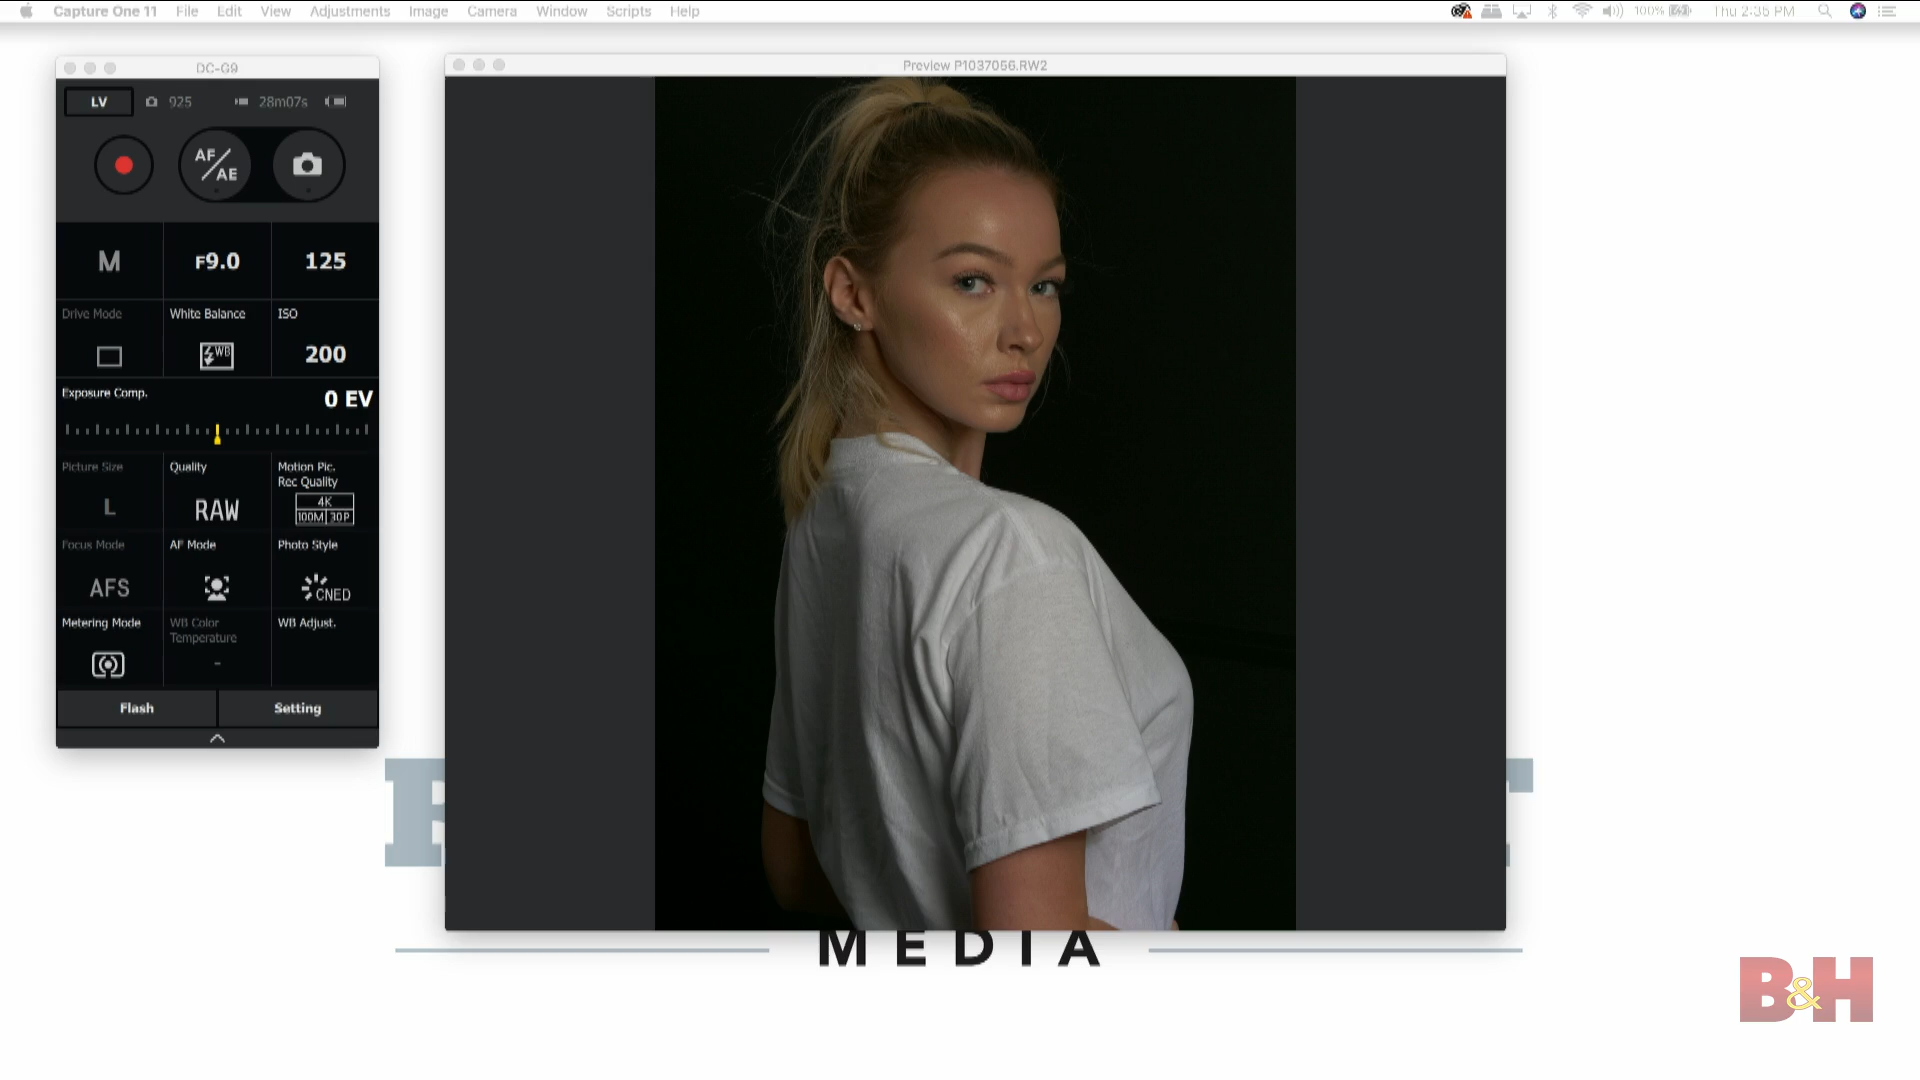 Capture One 11 File Edit View Adjustments Image Camera Window Scripts Help 100% Thu 2:35 PM
DC-G9
LV 925 28m07s
AF/AE
M F9.0 125
Drive Mode White Balance ISO
WB 200
Exposure Comp. 0 EV
Picture Size Quality Motion Pic.
Rec Quality
L RAW 4K
100M 30P
Focus Mode AF Mode Photo Style
AFS CNED
Metering Mode WB Color
Temperature WB Adjust.
-
Flash Setting
Preview P1037056.RW2
MEDIA
B&H